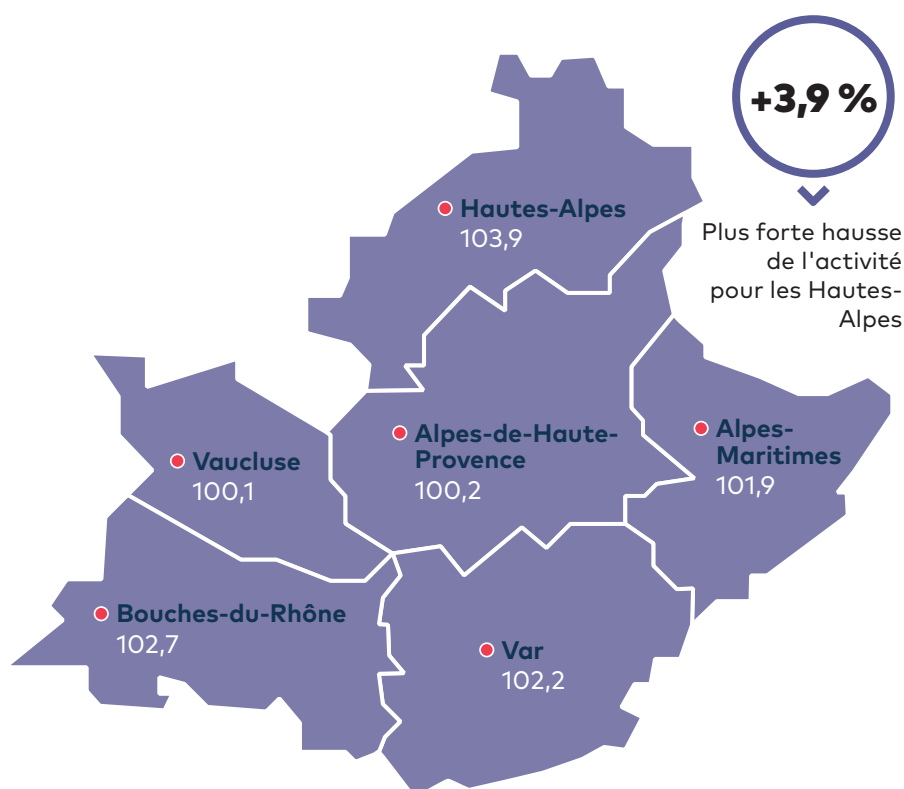 +3,9 %
Plus forte hausse
de l'activité
pour les Hautes-
Alpes
Hautes-Alpes
103,9
Alpes-de-Haute-
Provence
100,2
Alpes-
Maritimes
101,9
Vaucluse
100,1
Bouches-du-Rhône
102,7
Var
102,2